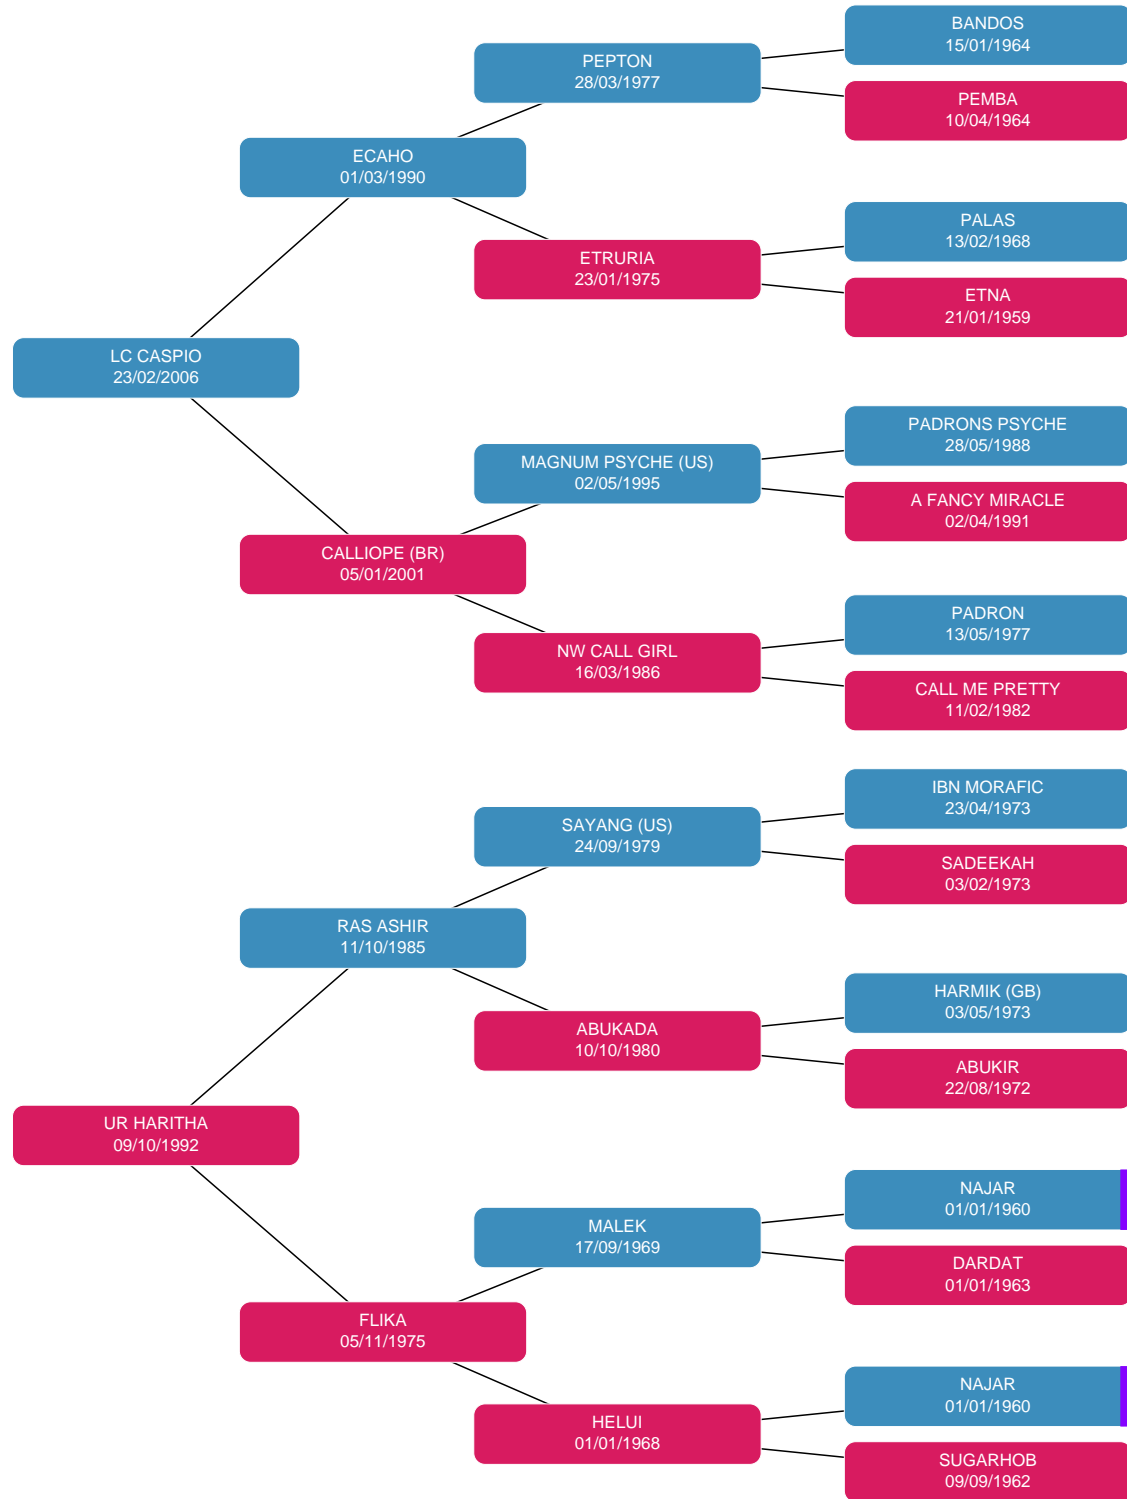 BANDOS
15/01/1964
PEPTON
28/03/1977
PEMBA
10/04/1964
ECAHO
01/03/1990
PALAS
13/02/1968
ETRURIA
23/01/1975
ETNA
21/01/1959
LC CASPIO
23/02/2006
PADRONS PSYCHE
28/05/1988
MAGNUM PSYCHE (US)
02/05/1995
A FANCY MIRACLE
02/04/1991
CALLIOPE (BR)
05/01/2001
PADRON
13/05/1977
NW CALL GIRL
16/03/1986
CALL ME PRETTY
11/02/1982
IBN MORAFIC
23/04/1973
SAYANG (US)
24/09/1979
SADEEKAH
03/02/1973
RAS ASHIR
11/10/1985
HARMIK (GB)
03/05/1973
ABUKADA
10/10/1980
ABUKIR
22/08/1972
UR HARITHA
09/10/1992
NAJAR
01/01/1960
MALEK
17/09/1969
DARDAT
01/01/1963
FLIKA
05/11/1975
NAJAR
01/01/1960
HELUI
01/01/1968
SUGARHOB
09/09/1962